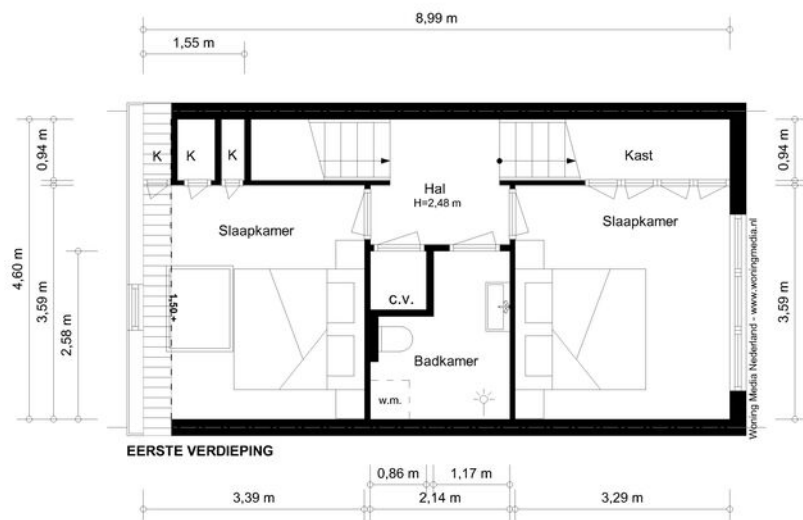 8,99 m
1,55 m
0,94 m
K
K
K
Kast
0,94 m
Hal
H=2,48 m
Slaapkamer
Slaapkamer
4,60 m
3,59 m
2,58 m
1.50.+
c.v.
Badkamer
w.m.
3,59 m
Woning Media Nederland - www.woningmedia.nl
EERSTE VERDIEPING
0,86 m
1,17 m
3,39 m
2,14 m
3,29 m